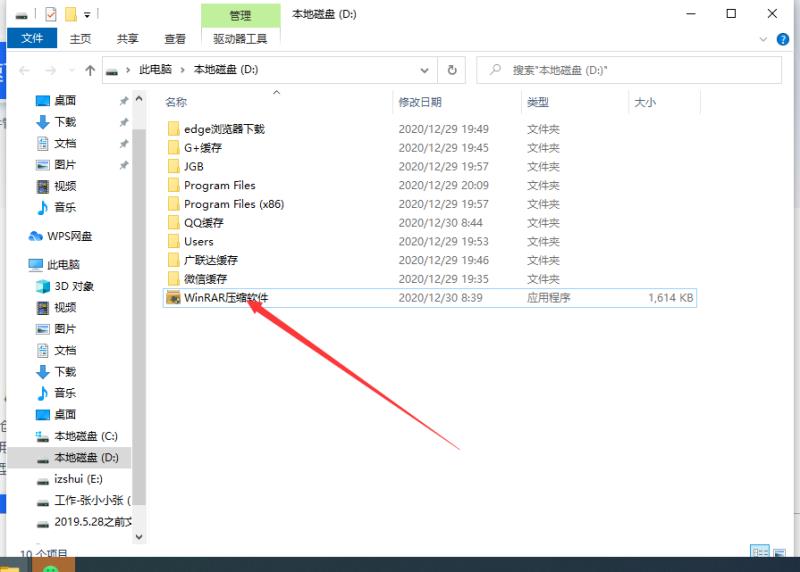 管理
本地磁盘 (D:)
文件
主页
共享
查看
驱动器工具
此电脑
本地磁盘 (D:)
搜索"本地磁盘 (D:)"
桌面
下载
文档
图片
视频
音乐
WPS网盘
此电脑
3D 对象
视频
图片
文档
下载
音乐
桌面
本地磁盘 (C:)
本地磁盘 (D:)
izshui (E:)
工作-张小小张 (
2019.5.28之前文
名称 修改日期 类型 大小
edge浏览器下载 2020/12/29 19:49 文件夹
G+缓存 2020/12/29 19:45 文件夹
JGB 2020/12/29 19:57 文件夹
Program Files 2020/12/29 20:09 文件夹
Program Files (x86) 2020/12/29 19:57 文件夹
QQ缓存 2020/12/30 8:44 文件夹
Users 2020/12/29 19:53 文件夹
广联达缓存 2020/12/29 19:46 文件夹
微信缓存 2020/12/29 19:35 文件夹
WinRAR压缩软件 2020/12/30 8:39 应用程序 1,614 KB
10 个项目